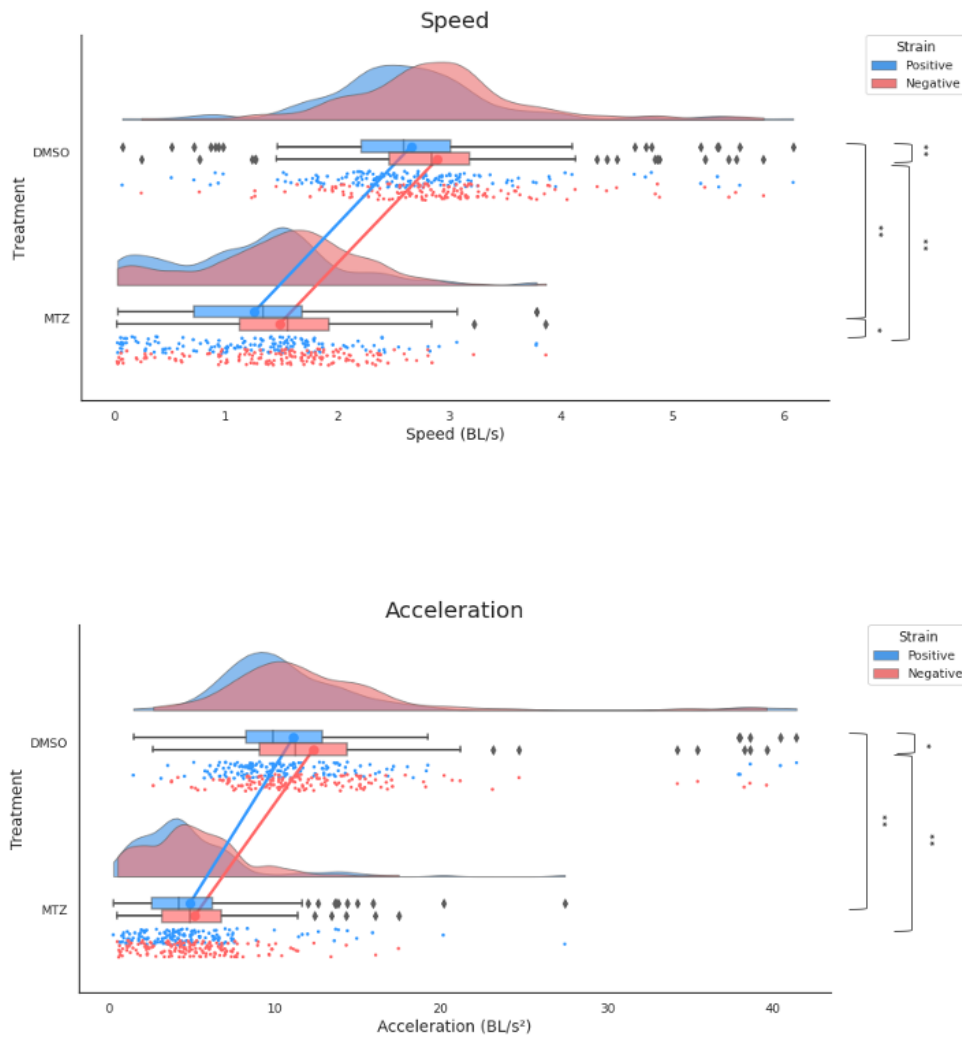 Speed
Strain
Positive
Negative
DMSO
**
**
**
Treatment
MTZ
*
0 1 2 3 4 5 6
Speed (BL/s)
Acceleration
Strain
Positive
Negative
DMSO
*
**
**
Treatment
MTZ
0 10 20 30 40
Acceleration (BL/s²)